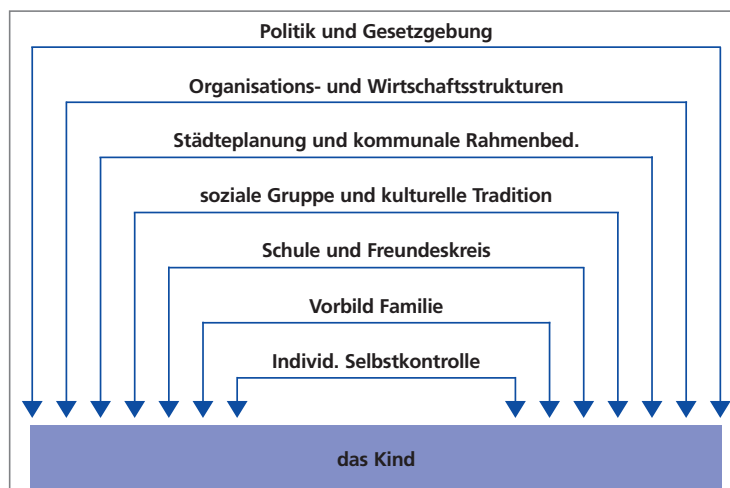 Politik und Gesetzgebung
Organisations- und Wirtschaftsstrukturen
Städteplanung und kommunale Rahmenbed.
soziale Gruppe und kulturelle Tradition
Schule und Freundeskreis
Vorbild Familie
Individ. Selbstkontrolle
das Kind